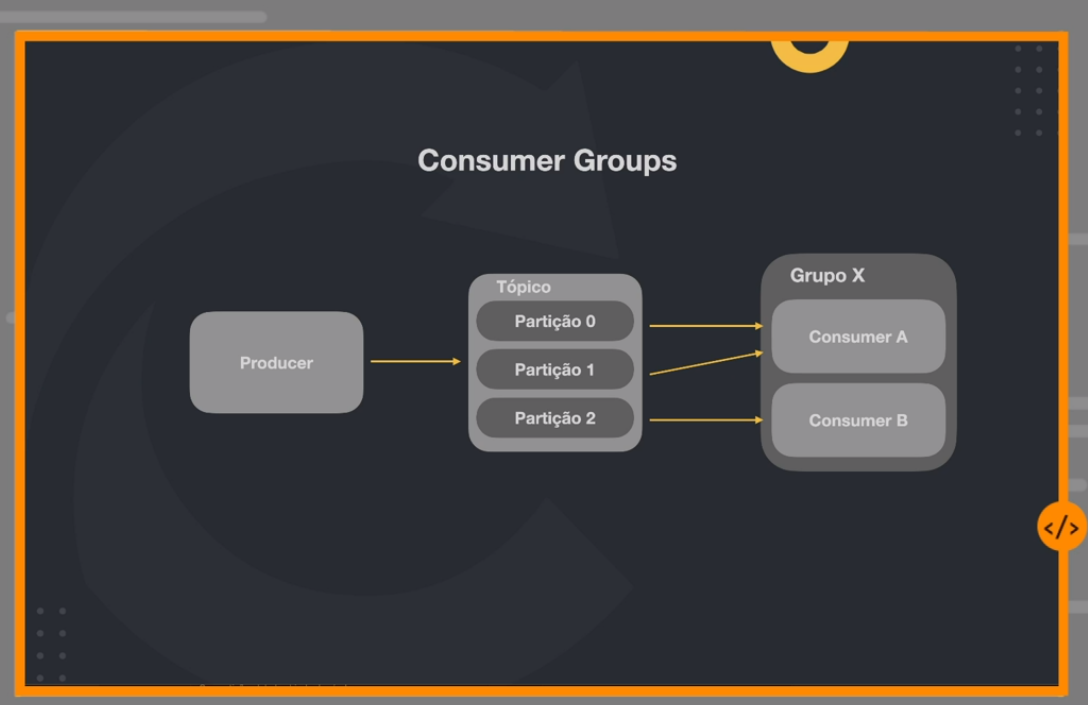 Consumer Groups
Producer
Tópico
Partição 0
Partição 1
Partição 2
Grupo X
Consumer A
Consumer B
</>